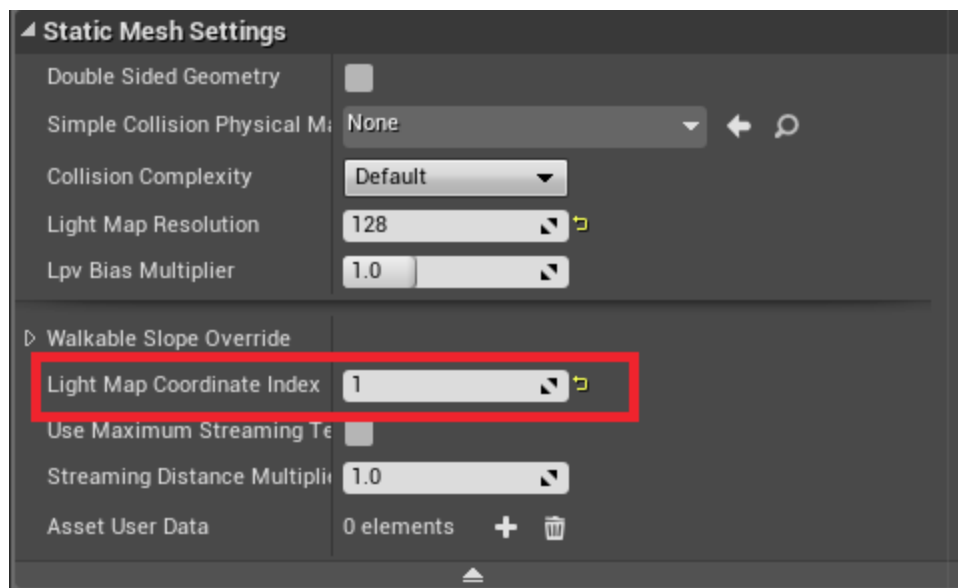 Static Mesh Settings
Double Sided Geometry
Simple Collision Physical Ma None
Collision Complexity Default
Light Map Resolution 128
Lpv Bias Multiplier 1.0
Walkable Slope Override
Light Map Coordinate Index 1
Use Maximum Streaming Te
Streaming Distance Multiplie 1.0
Asset User Data 0 elements